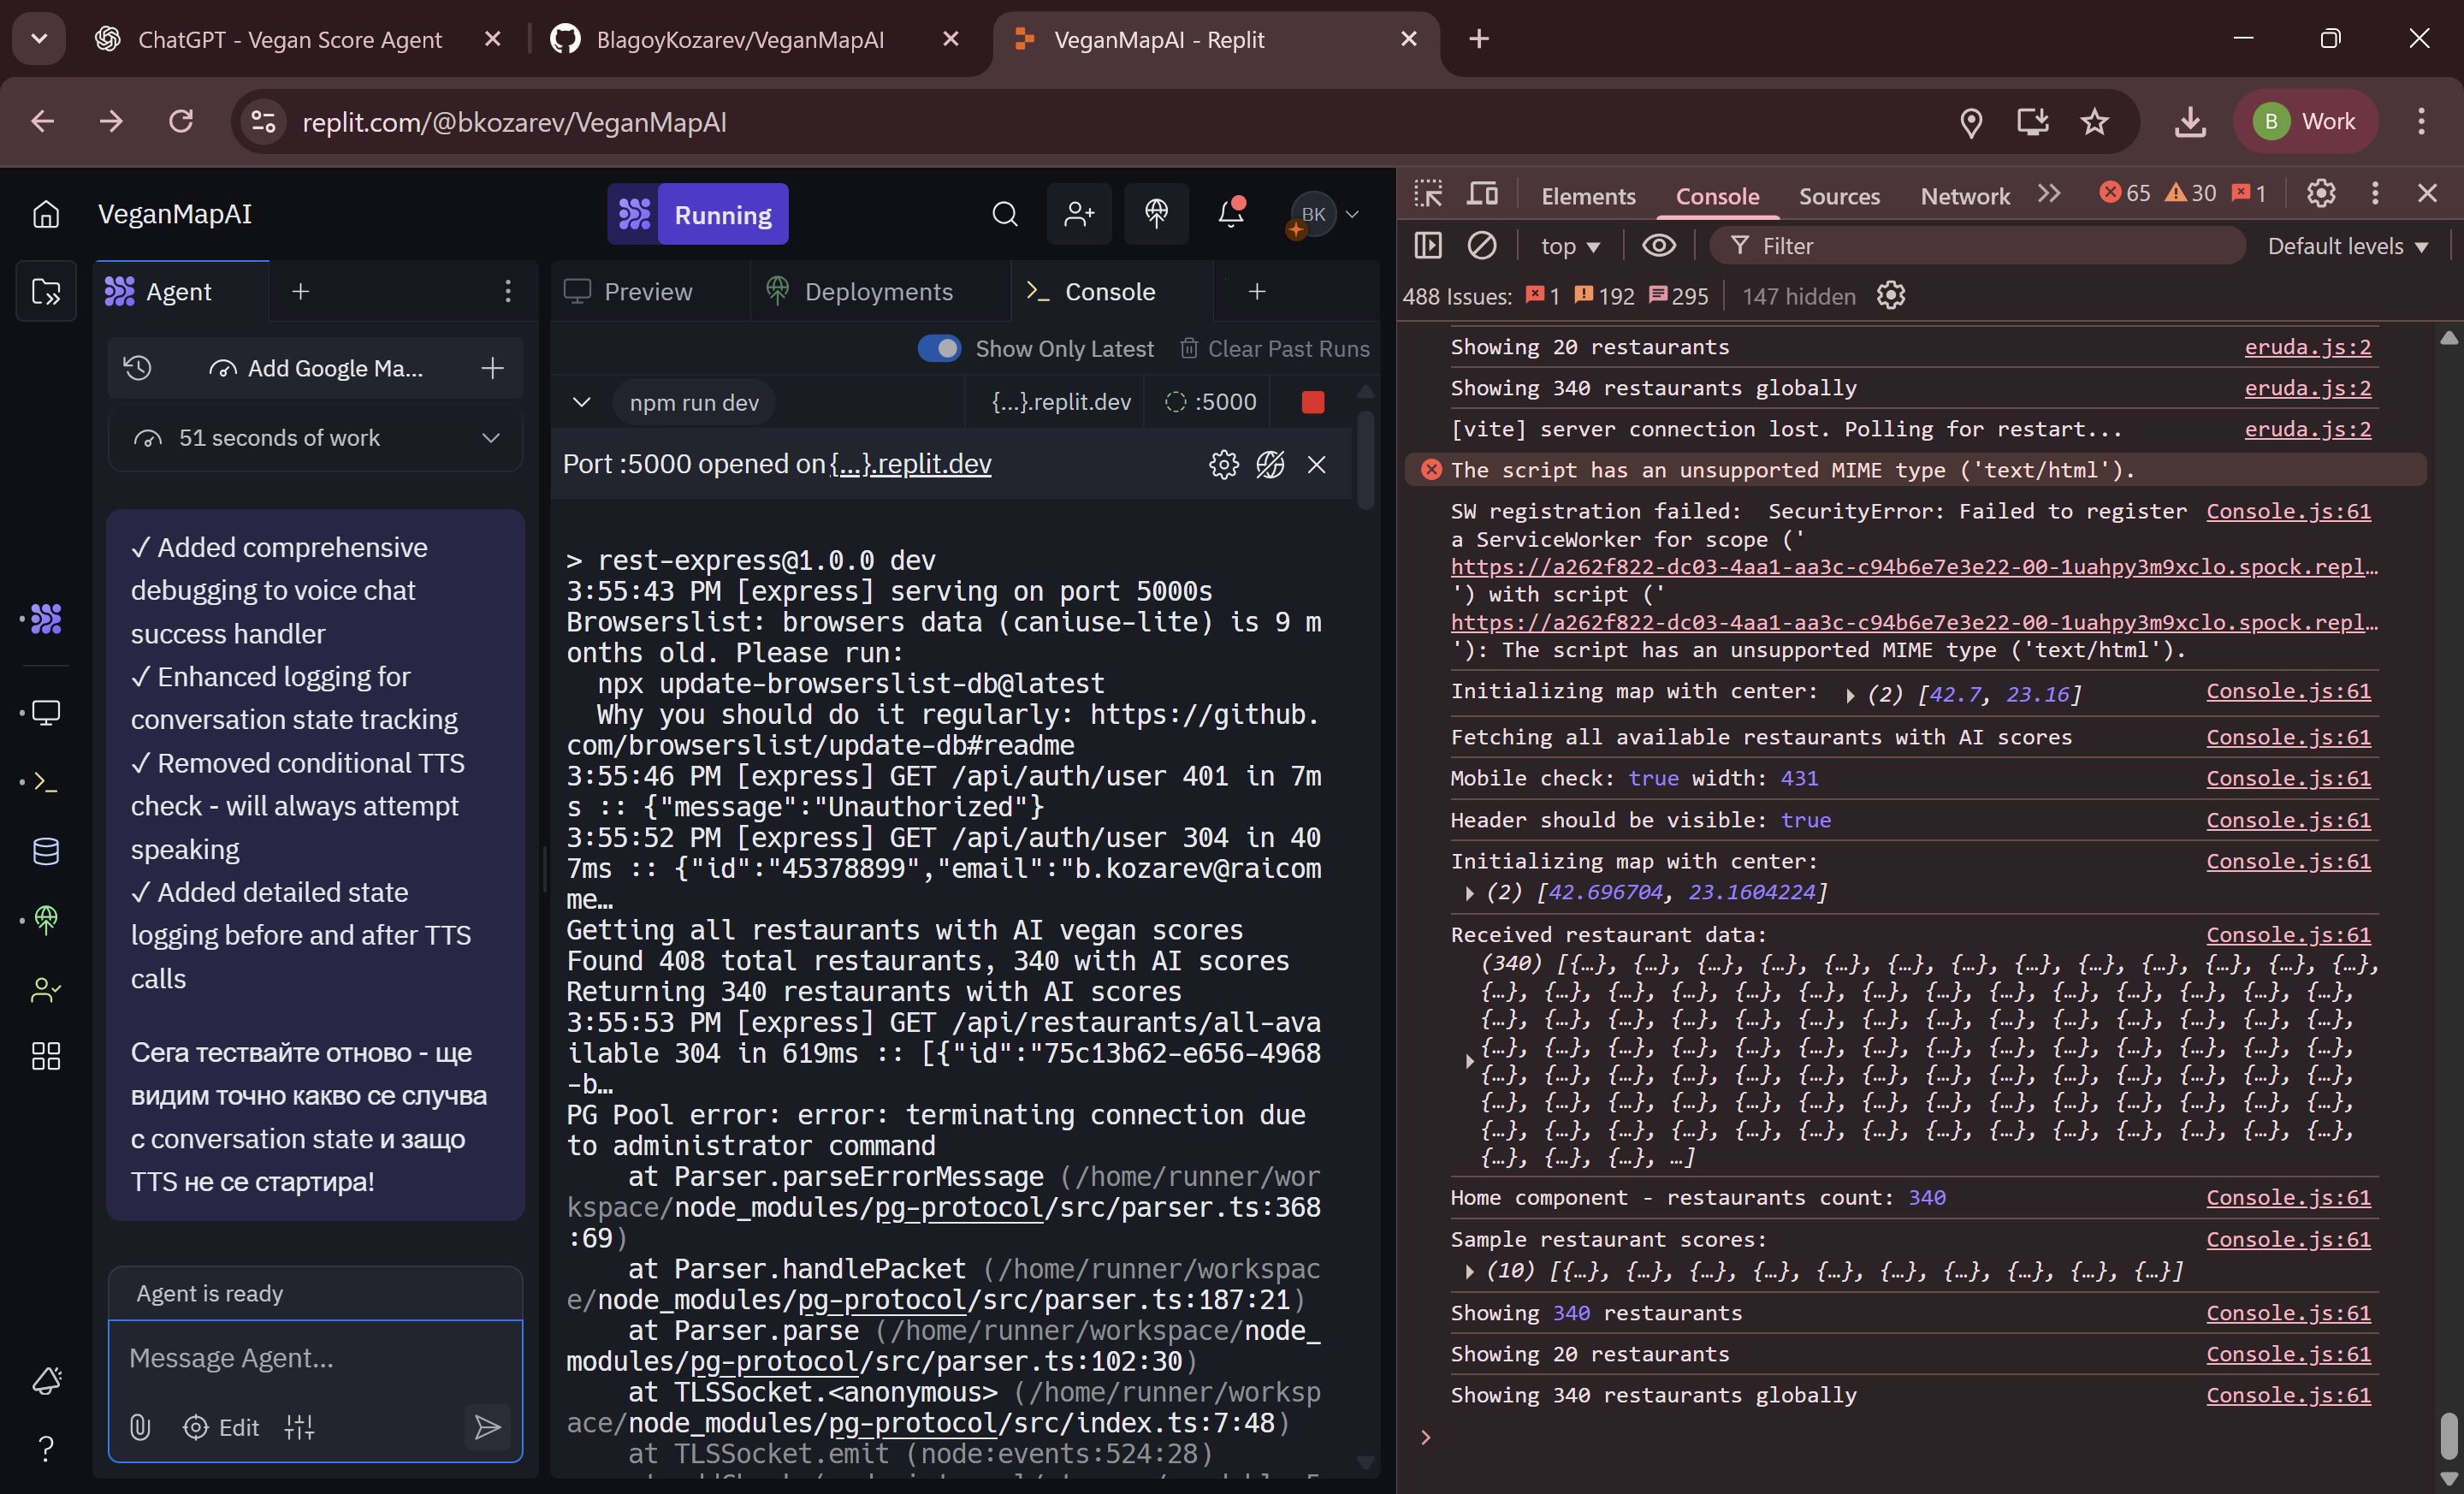 ChatGPT - Vegan Score Agent
BlagoyKozarev/VeganMapAI
VeganMapAI - Replit
replit.com/@bkozarev/VeganMapAI
B Work
VeganMapAI
Running
BK
Agent
Add Google Ma...
51 seconds of work
✓ Added comprehensive
debugging to voice chat
success handler
✓ Enhanced logging for
conversation state tracking
✓ Removed conditional TTS
check - will always attempt
speaking
✓ Added detailed state
logging before and after TTS
calls
Сега тествайте отново - ще
видим точно какво се случва
с conversation state и защо
TTS не се стартира!
Agent is ready
Message Agent...
Edit
Preview
Deployments
Console
Show Only Latest
Clear Past Runs
npm run dev
{...}.replit.dev
:5000
Port :5000 opened on {...}.replit.dev
> rest-express@1.0.0 dev
3:55:43 PM [express] serving on port 5000s
Browserslist: browsers data (caniuse-lite) is 9 m
onths old. Please run:
npx update-browserslist-db@latest
Why you should do it regularly: https://github.
com/browserslist/update-db#readme
3:55:46 PM [express] GET /api/auth/user 401 in 7m
s :: {"message":"Unauthorized"}
3:55:52 PM [express] GET /api/auth/user 304 in 40
7ms :: {"id":"45378899","email":"b.kozarev@raicom
me…
Getting all restaurants with AI vegan scores
Found 408 total restaurants, 340 with AI scores
Returning 340 restaurants with AI scores
3:55:53 PM [express] GET /api/restaurants/all-ava
ilable 304 in 619ms :: [{"id":"75c13b62-e656-4968
-b…
PG Pool error: error: terminating connection due
to administrator command
at Parser.parseErrorMessage (/home/runner/wor
kspace/node_modules/pg-protocol/src/parser.ts:368
:69)
at Parser.handlePacket (/home/runner/workspac
e/node_modules/pg-protocol/src/parser.ts:187:21)
at Parser.parse (/home/runner/workspace/node_
modules/pg-protocol/src/parser.ts:102:30)
at TLSSocket.<anonymous> (/home/runner/worksp
ace/node_modules/pg-protocol/src/index.ts:7:48)
at TLSSocket.emit (node:events:524:28)
Elements
Console
Sources
Network
65
30
1
top
Filter
Default levels
488 Issues: 1 192 295
147 hidden
Showing 20 restaurants eruda.js:2
Showing 340 restaurants globally eruda.js:2
[vite] server connection lost. Polling for restart... eruda.js:2
The script has an unsupported MIME type ('text/html').
SW registration failed: SecurityError: Failed to register Console.js:61
a ServiceWorker for scope ('
https://a262f822-dc03-4aa1-aa3c-c94b6e7e3e22-00-1uahpy3m9xclo.spock.repl…
') with script ('
https://a262f822-dc03-4aa1-aa3c-c94b6e7e3e22-00-1uahpy3m9xclo.spock.repl…
'): The script has an unsupported MIME type ('text/html').
Initializing map with center: (2) [42.7, 23.16] Console.js:61
Fetching all available restaurants with AI scores Console.js:61
Mobile check: true width: 431 Console.js:61
Header should be visible: true Console.js:61
Initializing map with center: Console.js:61
(2) [42.696704, 23.1604224]
Received restaurant data: Console.js:61
(340) [{…}, {…}, {…}, {…}, {…}, {…}, {…}, {…}, {…}, {…}, {…}, {…}, {…},
{…}, {…}, {…}, {…}, {…}, {…}, {…}, {…}, {…}, {…}, {…}, {…}, {…}, {…},
{…}, {…}, {…}, {…}, {…}, {…}, {…}, {…}, {…}, {…}, {…}, {…}, {…}, {…},
{…}, {…}, {…}, {…}, {…}, {…}, {…}, {…}, {…}, {…}, {…}, {…}, {…}, {…},
{…}, {…}, {…}, {…}, {…}, {…}, {…}, {…}, {…}, {…}, {…}, {…}, {…}, {…},
{…}, {…}, {…}, {…}, {…}, {…}, {…}, {…}, {…}, {…}, {…}, {…}, {…}, {…},
{…}, {…}, {…}, {…}, {…}, {…}, {…}, {…}, {…}, {…}, {…}, {…}, {…}, {…},
{…}, {…}, {…}, …]
Home component - restaurants count: 340 Console.js:61
Sample restaurant scores: Console.js:61
(10) [{…}, {…}, {…}, {…}, {…}, {…}, {…}, {…}, {…}, {…}]
Showing 340 restaurants Console.js:61
Showing 20 restaurants Console.js:61
Showing 340 restaurants globally Console.js:61